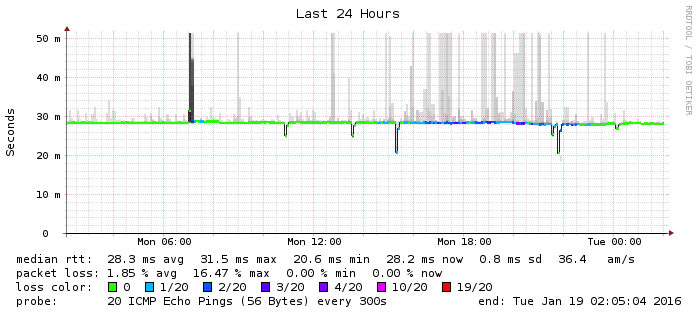 Last 24 Hours
RRDTOOL / TOBI OETIKER
Seconds
50 m
40 m
30 m
20 m
10 m
0
Mon 06:00 Mon 12:00 Mon 18:00 Tue 00:00
median rtt: 28.3 ms avg 31.5 ms max 20.6 ms min 28.2 ms now 0.8 ms sd 36.4 am/s
packet loss: 1.85 % avg 16.47 % max 0.00 % min 0.00 % now
loss color: 0 1/20 2/20 3/20 4/20 10/20 19/20
probe: 20 ICMP Echo Pings (56 Bytes) every 300s end: Tue Jan 19 02:05:04 2016